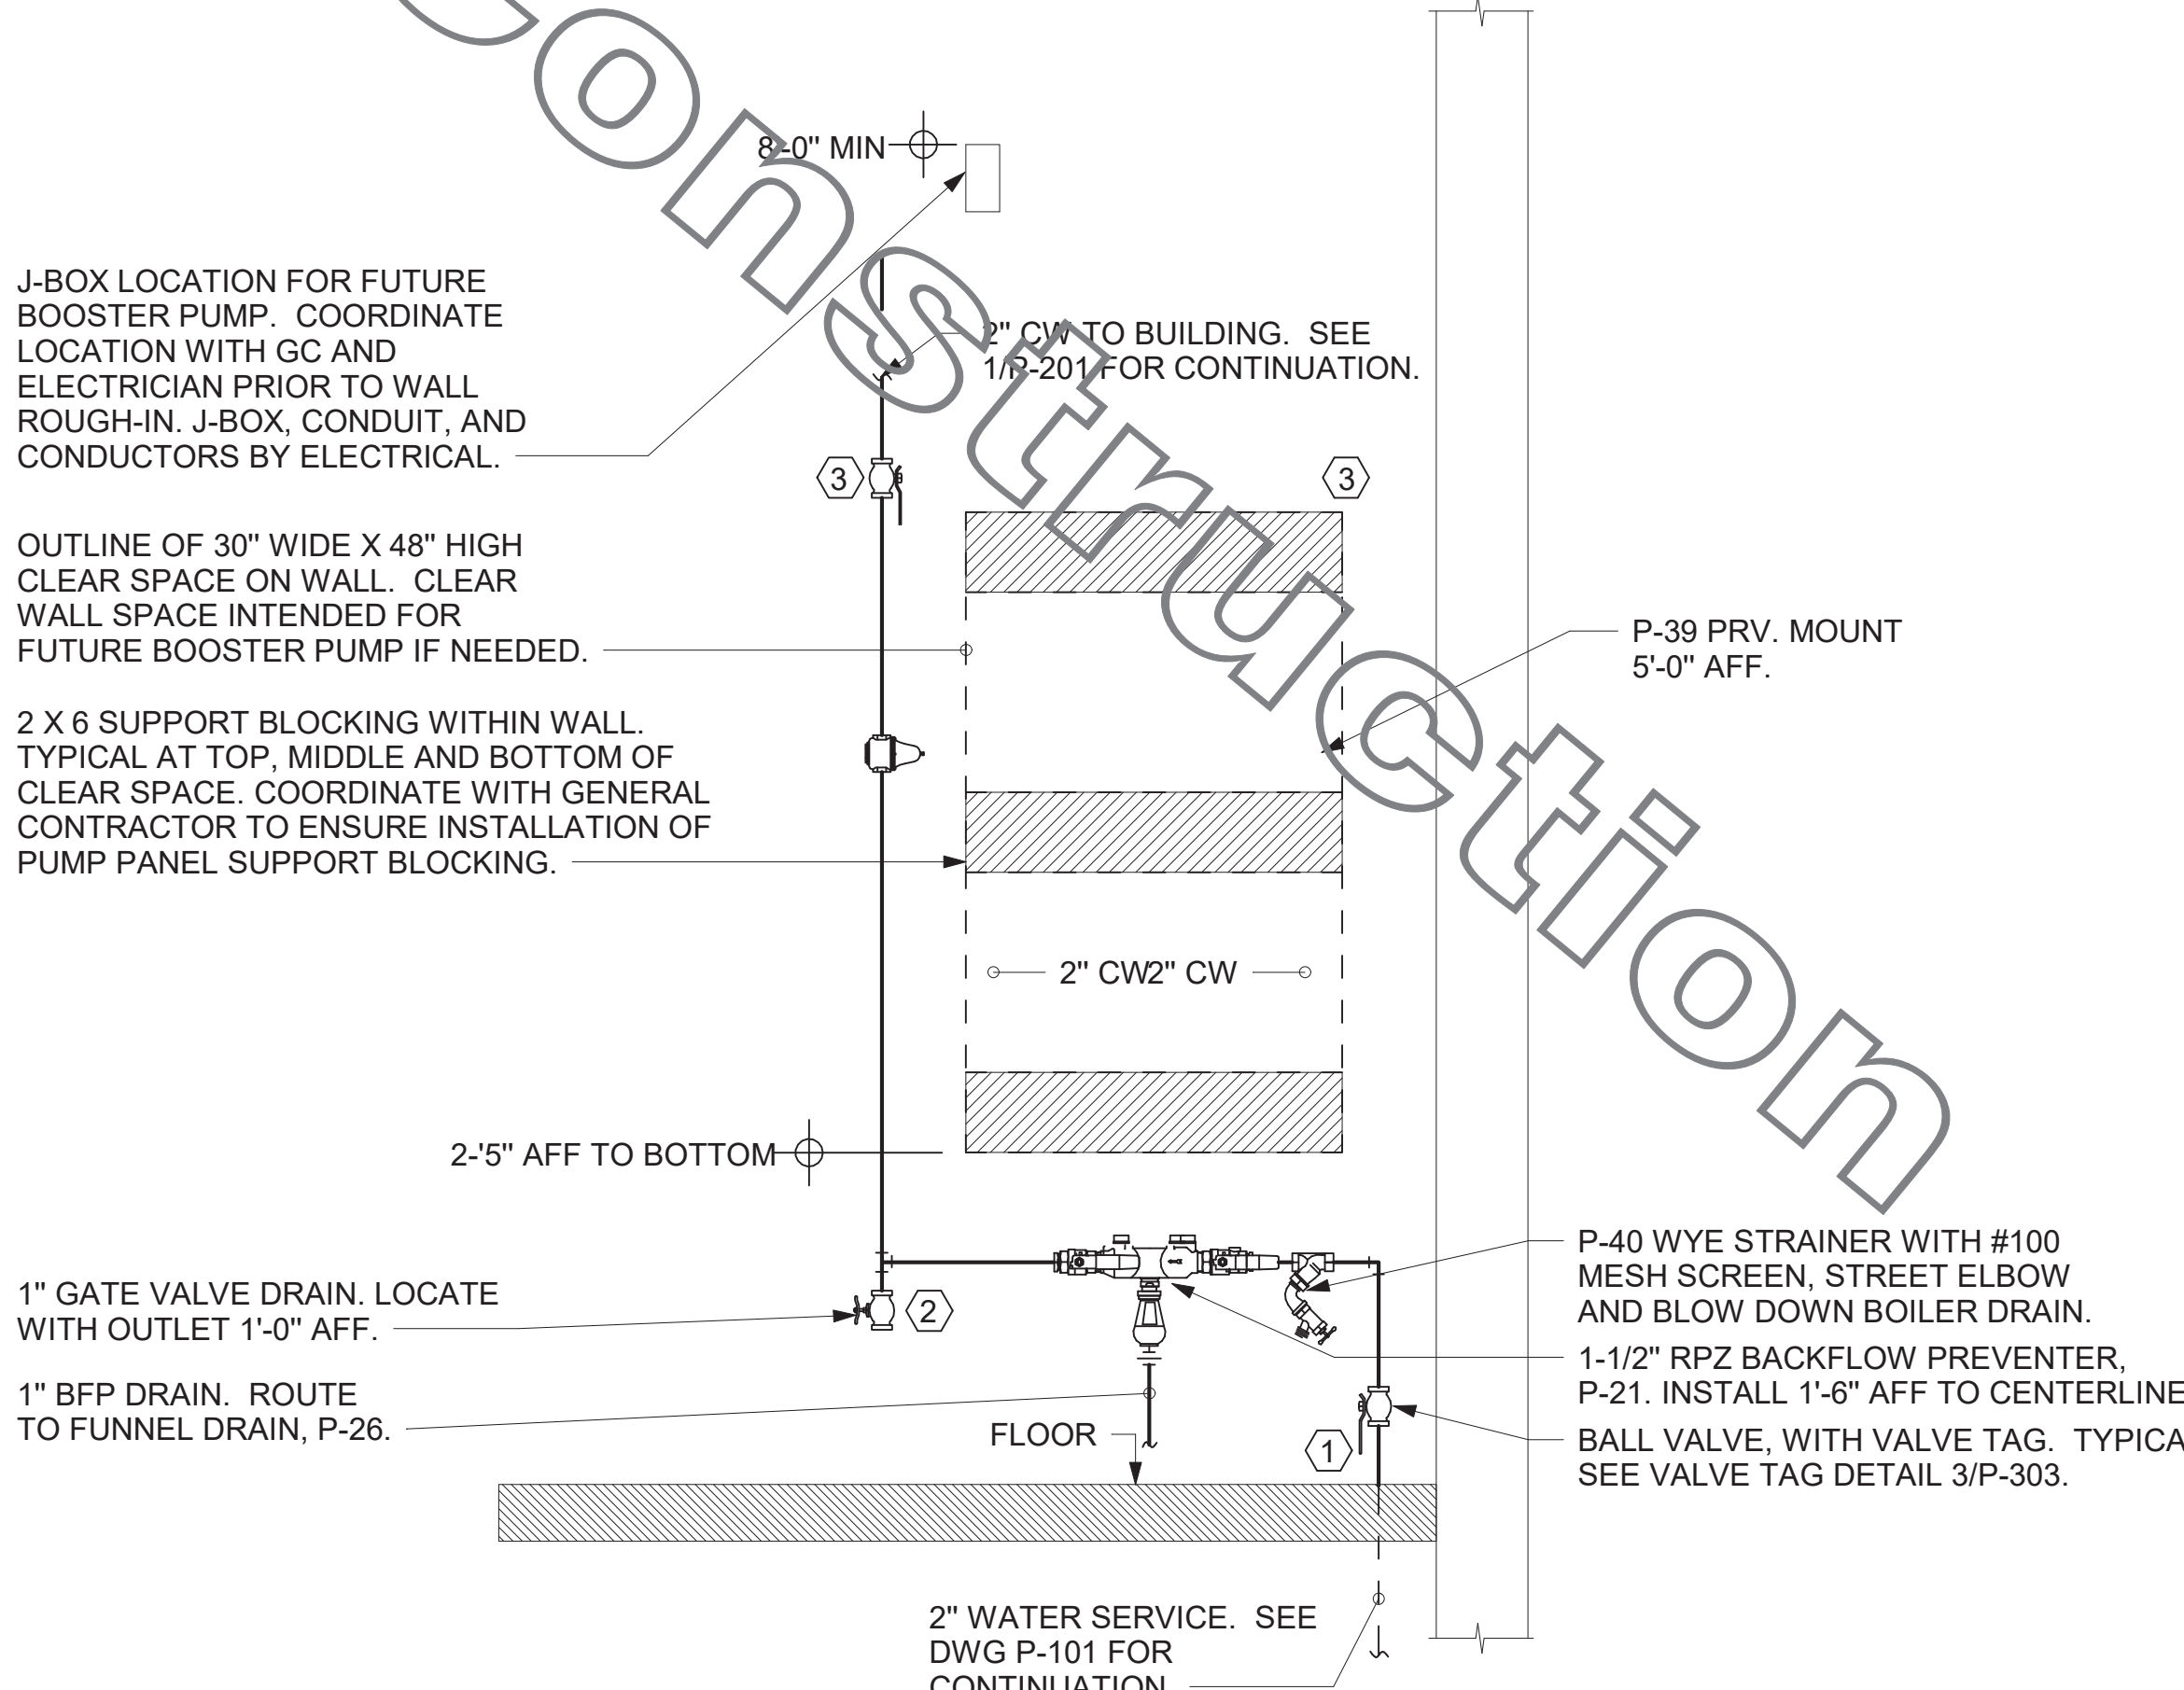 Construction
8'-0" MIN
J-BOX LOCATION FOR FUTURE
BOOSTER PUMP. COORDINATE
LOCATION WITH GC AND
ELECTRICIAN PRIOR TO WALL
ROUGH-IN. J-BOX, CONDUIT, AND
CONDUCTORS BY ELECTRICAL.
2" CW TO BUILDING. SEE
1/P-201 FOR CONTINUATION.
3
3
OUTLINE OF 30" WIDE X 48" HIGH
CLEAR SPACE ON WALL. CLEAR
WALL SPACE INTENDED FOR
FUTURE BOOSTER PUMP IF NEEDED.
P-39 PRV. MOUNT
5'-0" AFF.
2 X 6 SUPPORT BLOCKING WITHIN WALL.
TYPICAL AT TOP, MIDDLE AND BOTTOM OF
CLEAR SPACE. COORDINATE WITH GENERAL
CONTRACTOR TO ENSURE INSTALLATION OF
PUMP PANEL SUPPORT BLOCKING.
2" CW2" CW
2-'5" AFF TO BOTTOM
P-40 WYE STRAINER WITH #100
MESH SCREEN, STREET ELBOW
AND BLOW DOWN BOILER DRAIN.
1" GATE VALVE DRAIN. LOCATE
WITH OUTLET 1'-0" AFF.
2
1-1/2" RPZ BACKFLOW PREVENTER,
P-21. INSTALL 1'-6" AFF TO CENTERLINE
1" BFP DRAIN. ROUTE
TO FUNNEL DRAIN, P-26.
FLOOR
1
BALL VALVE, WITH VALVE TAG. TYPICA
SEE VALVE TAG DETAIL 3/P-303.
2" WATER SERVICE. SEE
DWG P-101 FOR
CONTINUATION